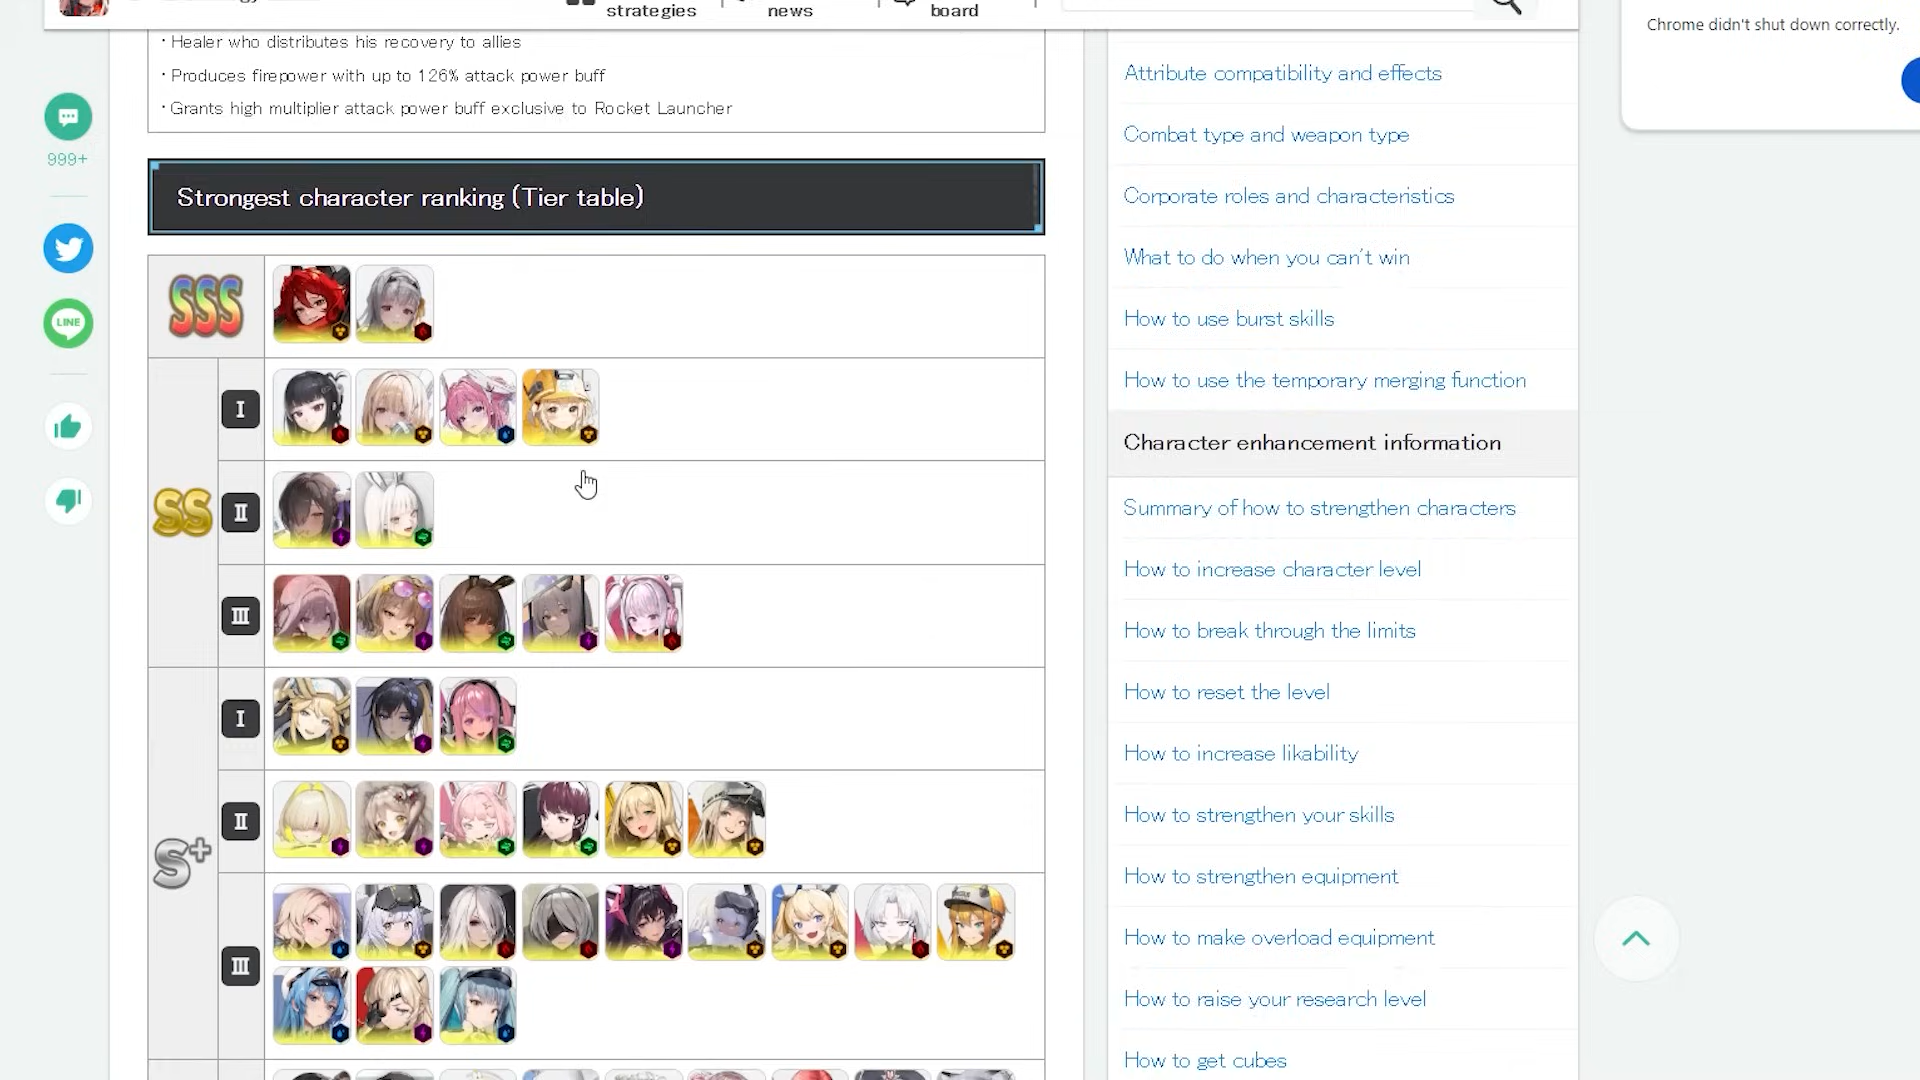 strategies
news
board
Chrome didn't shut down correctly.
・Healer who distributes his recovery to allies
・Produces firepower with up to 126% attack power buff
・Grants high multiplier attack power buff exclusive to Rocket Launcher
999+
LINE
Strongest character ranking (Tier table)
SSS
SS
I
II
III
S+
I
II
III
Attribute compatibility and effects
Combat type and weapon type
Corporate roles and characteristics
What to do when you can't win
How to use burst skills
How to use the temporary merging function
Character enhancement information
Summary of how to strengthen characters
How to increase character level
How to break through the limits
How to reset the level
How to increase likability
How to strengthen your skills
How to strengthen equipment
How to make overload equipment
How to raise your research level
How to get cubes